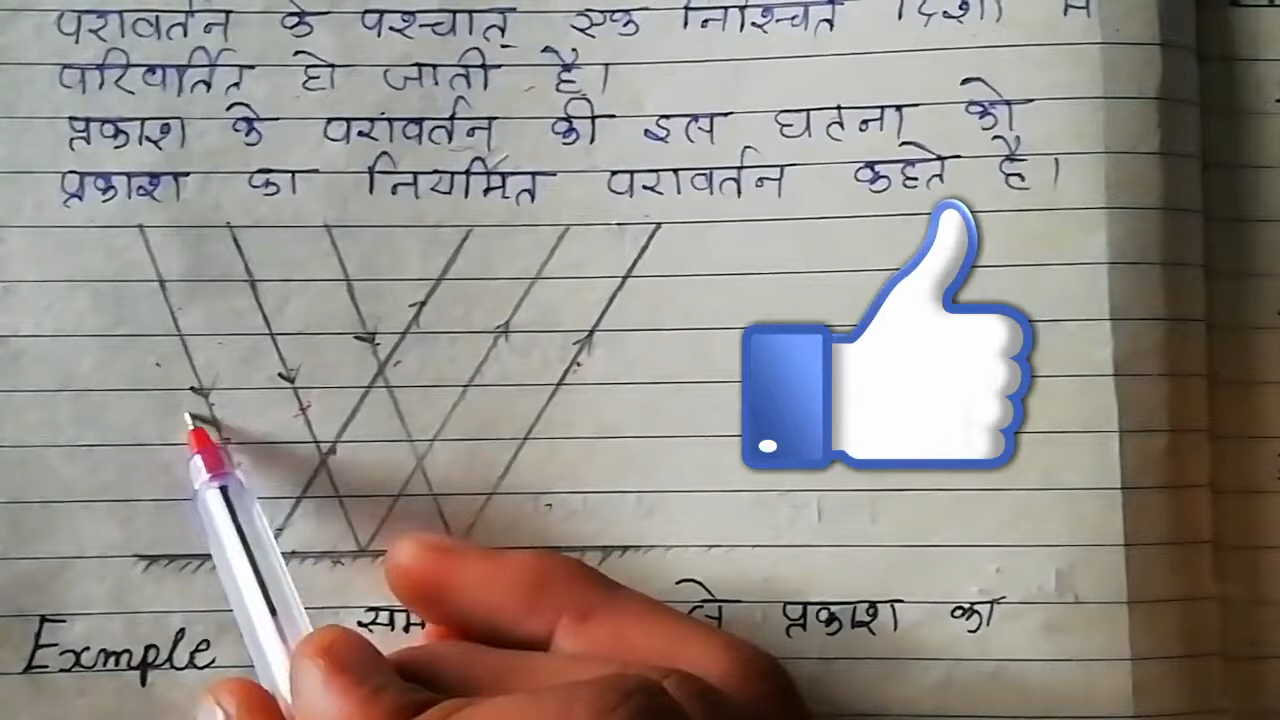 परावर्तन के पश्चात् एक निश्चित दिशा में
परिवर्तित हो जाती है।
प्रकाश के परावर्तन की इस घटना को
प्रकाश का नियमित परावर्तन कहते है।
प्रकाश का
Exmple